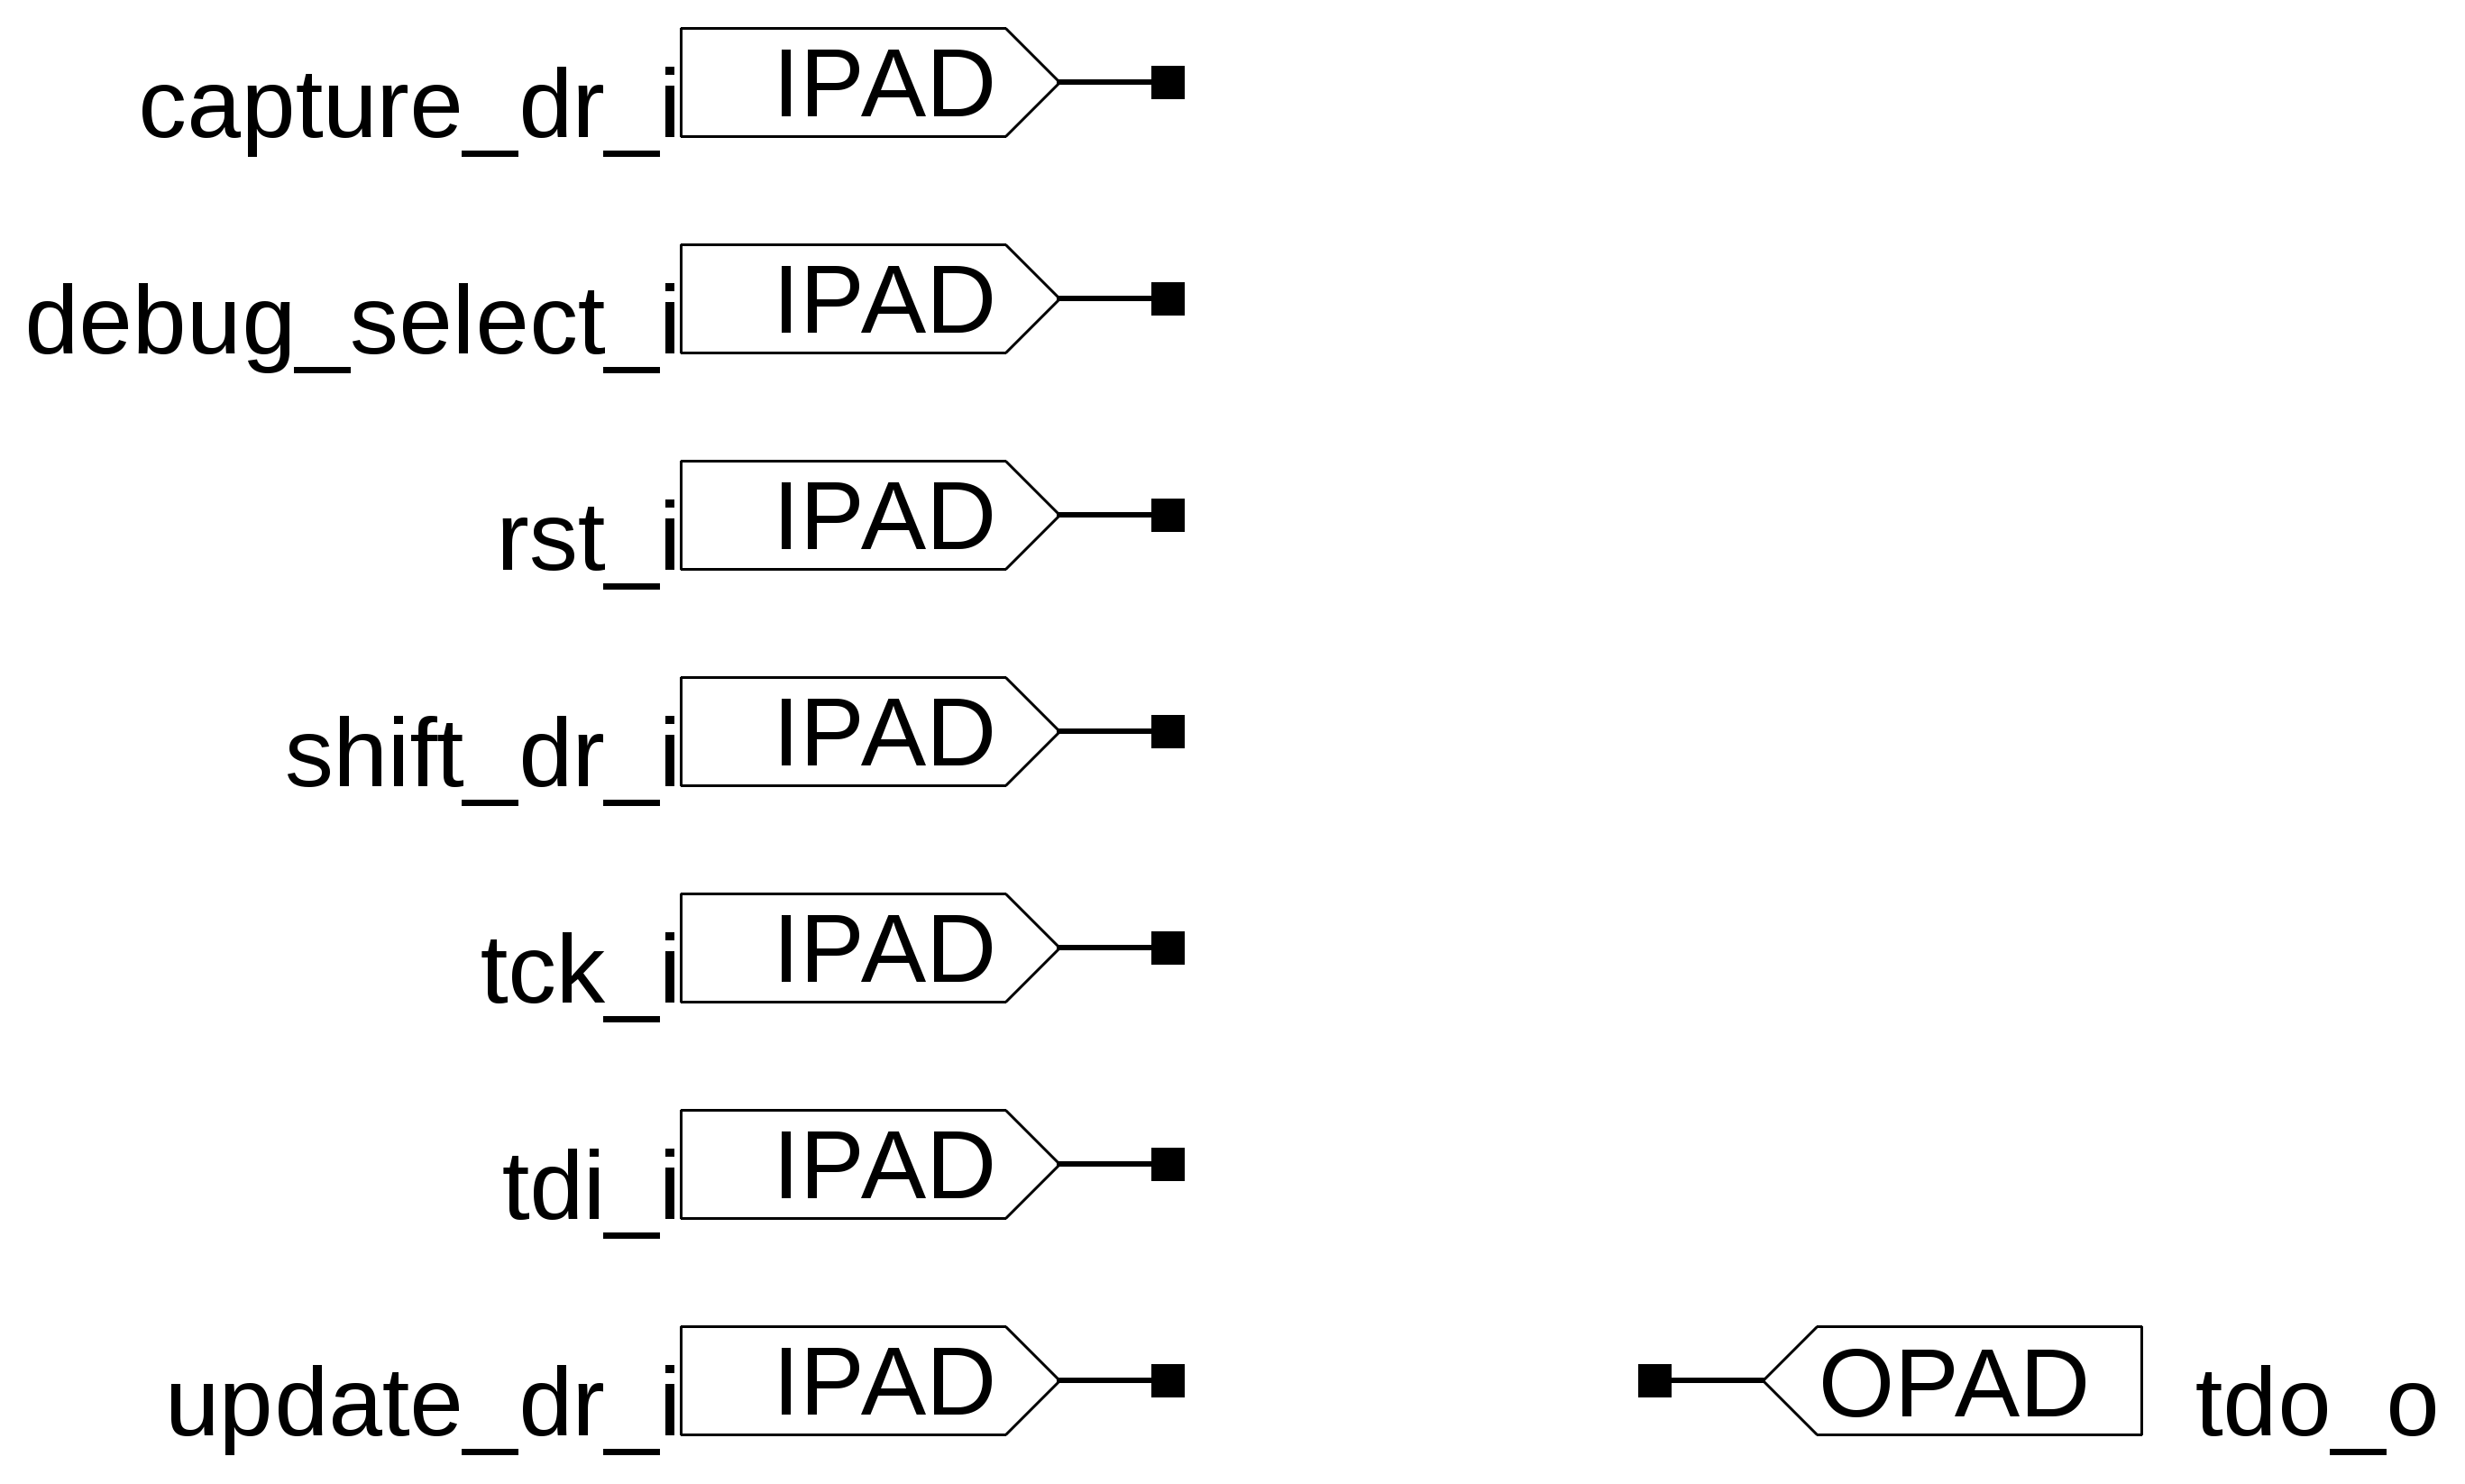 capture_dr_i IPAD
debug_select_i IPAD
rst_i IPAD
shift_dr_i IPAD
tck_i IPAD
tdi_i IPAD
update_dr_i IPAD OPAD tdo_o